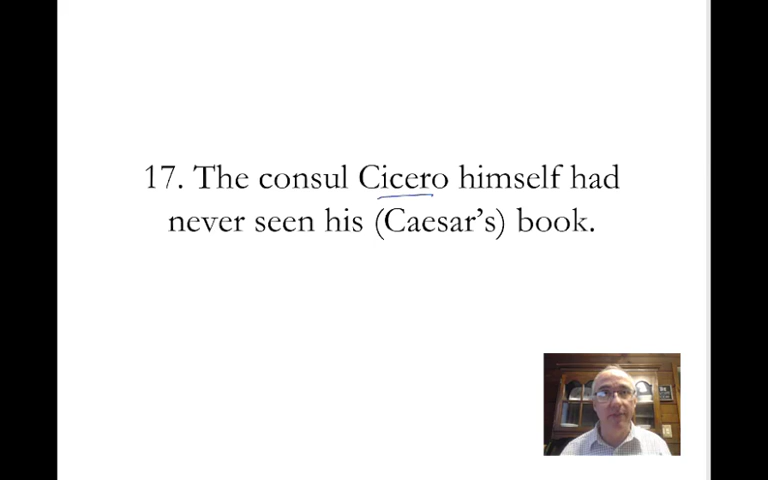 17. The consul Cicero himself had
never seen his (Caesar's) book.